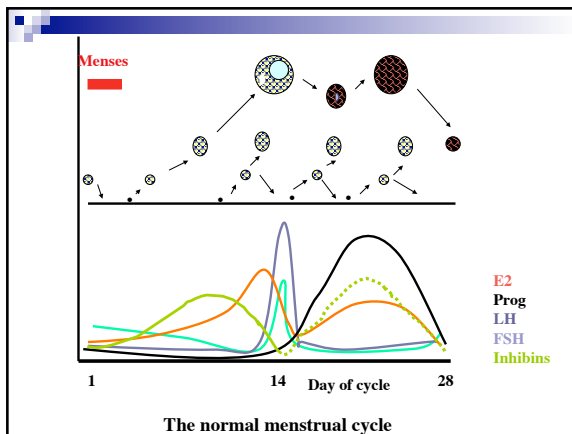 Menses
E2
Prog
LH
FSH
Inhibins
1 14 Day of cycle 28
The normal menstrual cycle